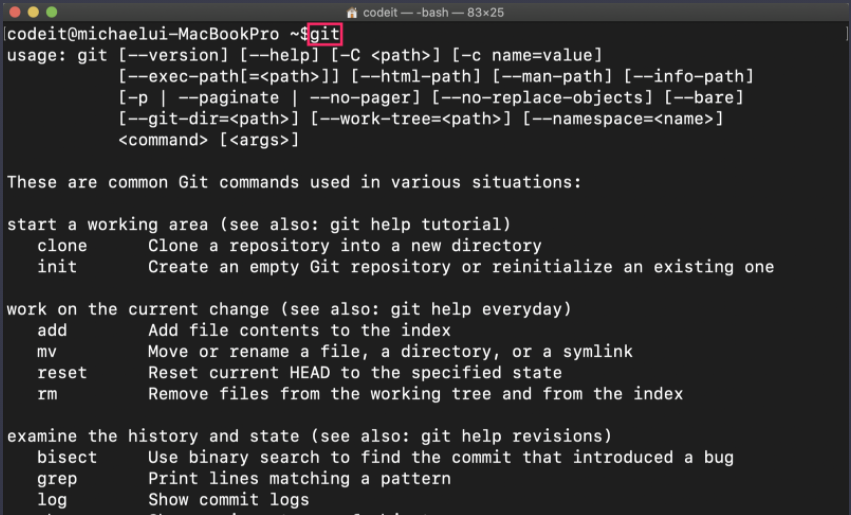 codeit — -bash — 83×25
codeit@michaelui-MacBookPro ~$git
usage: git [--version] [--help] [-C <path>] [-c name=value]
[--exec-path[=<path>]] [--html-path] [--man-path] [--info-path]
[-p | --paginate | --no-pager] [--no-replace-objects] [--bare]
[--git-dir=<path>] [--work-tree=<path>] [--namespace=<name>]
<command> [<args>]
These are common Git commands used in various situations:
start a working area (see also: git help tutorial)
clone Clone a repository into a new directory
init Create an empty Git repository or reinitialize an existing one
work on the current change (see also: git help everyday)
add Add file contents to the index
mv Move or rename a file, a directory, or a symlink
reset Reset current HEAD to the specified state
rm Remove files from the working tree and from the index
examine the history and state (see also: git help revisions)
bisect Use binary search to find the commit that introduced a bug
grep Print lines matching a pattern
log Show commit logs